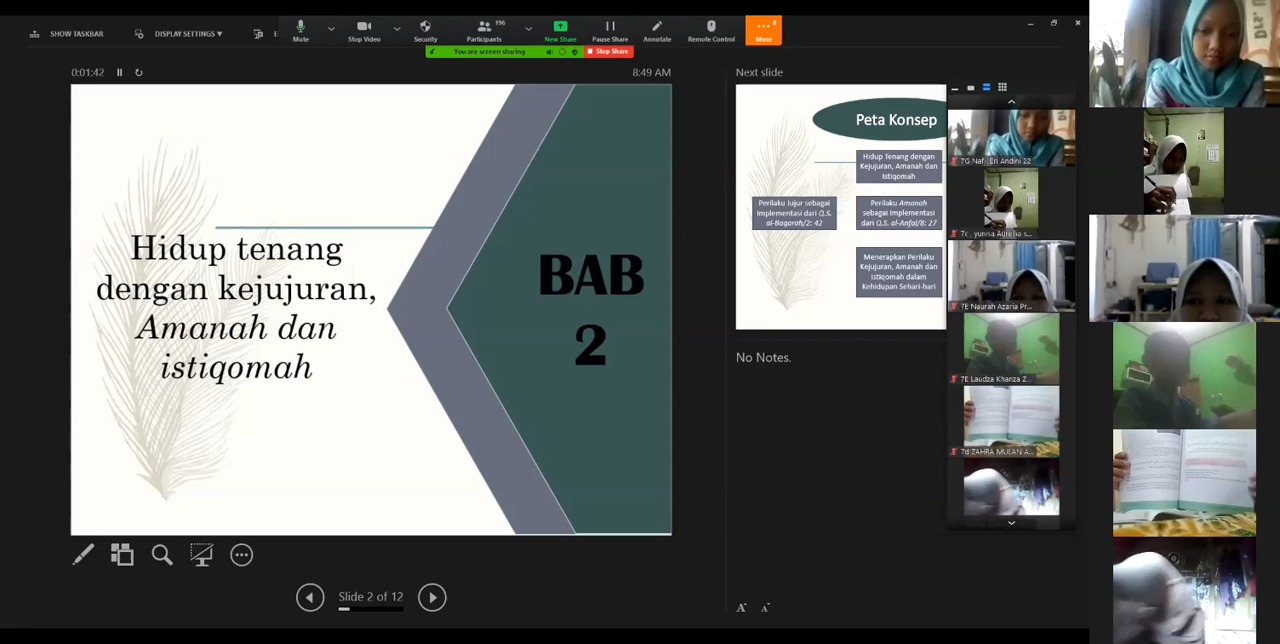 SHOW TASKBAR
DISPLAY SETTINGS ▼
E
Mute
Stop Video
Security
Participants
196
New Share
Pause Share
Annotate
Remote Control
More
You are screen sharing
Stop Share
0:01:42
8:49 AM
Hidup tenang
dengan kejujuran,
Amanah dan
istiqomah
BAB
2
Slide 2 of 12
Next slide
Peta Konsep
Hidup Tenang dengan
Kejujuran, Amanah dan
Istiqomah
Perilaku Jujur sebagai
Implementasi dari Q.S.
al-Baqarah/2: 42
Perilaku Amanah
sebagai Implementasi
dari Q.S. al-Anfal/8: 27
Menerapkan Perilaku
Kejujuran, Amanah dan
Istiqomah dalam
Kehidupan Sehari-hari
No Notes.
7G Naf Eri Andini 22
7c , yunisa Aurelia s...
7E Naurah Azaria Pr...
7E Laudza Khanza Z...
7d ZAHRA MULAN A...